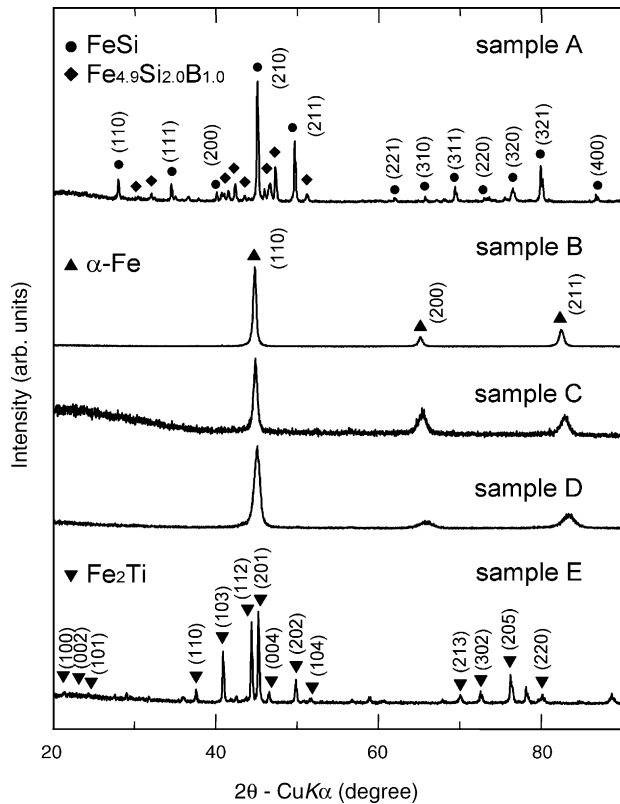 ● FeSi
sample A
◆ Fe4.9Si2.0B1.0
(110)
(111)
(200)
(210)
(211)
(221)
(310)
(311)
(220)
(320)
(321)
(400)
sample B
▲ α-Fe
(110)
(200)
(211)
sample C
sample D
▼ Fe2Ti
sample E
(100)
(002)
(101)
(110)
(103)
(112)
(201)
(004)
(202)
(104)
(213)
(302)
(205)
(220)
Intensity (arb. units)
20 40 60 80
2θ - CuKα (degree)